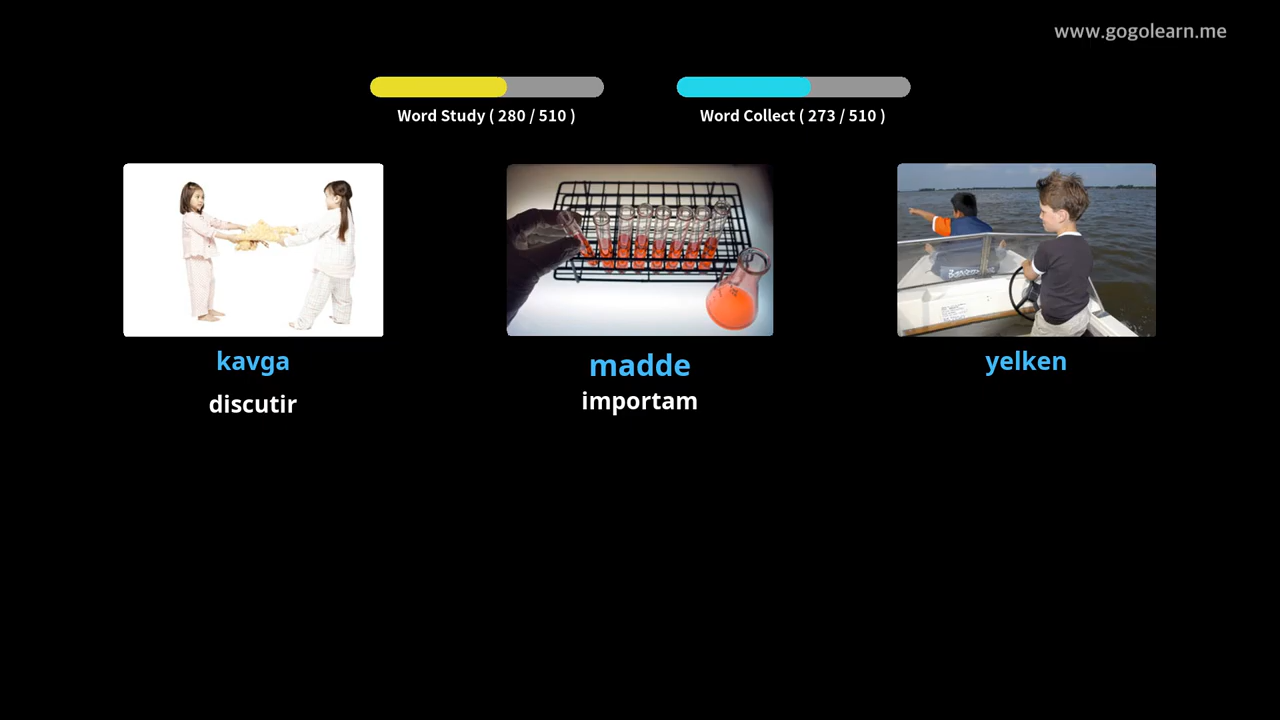 www.gogolearn.me
Word Study ( 280 / 510 )
Word Collect ( 273 / 510 )
kavga
madde
yelken
discutir
importam